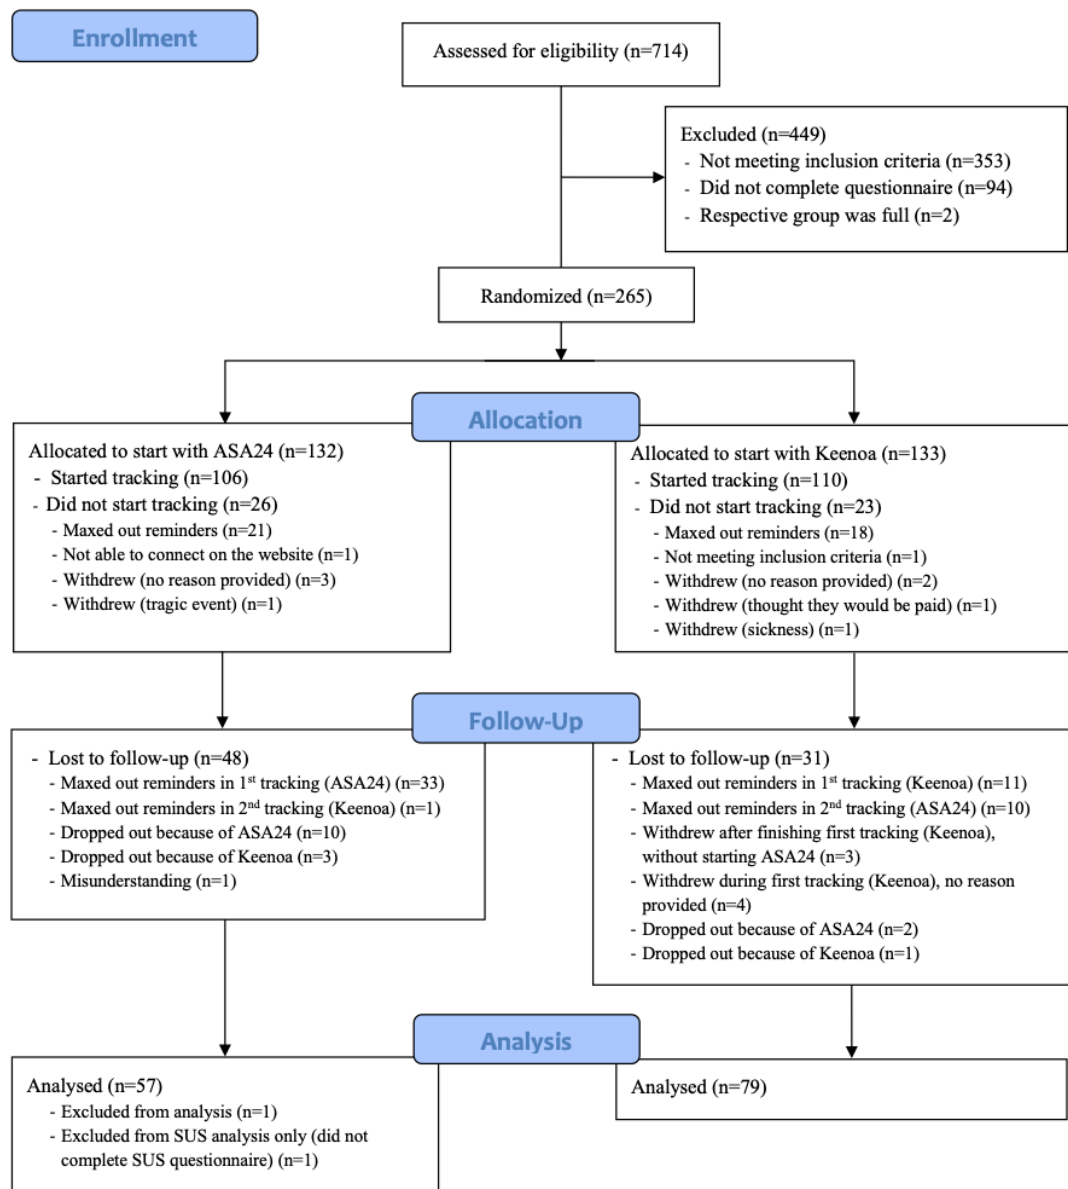 Enrollment
Assessed for eligibility (n=714)
Excluded (n=449)
- Not meeting inclusion criteria (n=353)
- Did not complete questionnaire (n=94)
- Respective group was full (n=2)
Randomized (n=265)
Allocation
Allocated to start with ASA24 (n=132)
- Started tracking (n=106)
- Did not start tracking (n=26)
- Maxed out reminders (n=21)
- Not able to connect on the website (n=1)
- Withdrew (no reason provided) (n=3)
- Withdrew (tragic event) (n=1)
Allocated to start with Keenoa (n=133)
- Started tracking (n=110)
- Did not start tracking (n=23)
- Maxed out reminders (n=18)
- Not meeting inclusion criteria (n=1)
- Withdrew (no reason provided) (n=2)
- Withdrew (thought they would be paid) (n=1)
- Withdrew (sickness) (n=1)
Follow-Up
- Lost to follow-up (n=48)
- Maxed out reminders in 1st tracking (ASA24) (n=33)
- Maxed out reminders in 2nd tracking (Keenoa) (n=1)
- Dropped out because of ASA24 (n=10)
- Dropped out because of Keenoa (n=3)
- Misunderstanding (n=1)
- Lost to follow-up (n=31)
- Maxed out reminders in 1st tracking (Keenoa) (n=11)
- Maxed out reminders in 2nd tracking (ASA24) (n=10)
- Withdrew after finishing first tracking (Keenoa),
without starting ASA24 (n=3)
- Withdrew during first tracking (Keenoa), no reason
provided (n=4)
- Dropped out because of ASA24 (n=2)
- Dropped out because of Keenoa (n=1)
Analysis
Analysed (n=57)
- Excluded from analysis (n=1)
- Excluded from SUS analysis only (did not
complete SUS questionnaire) (n=1)
Analysed (n=79)